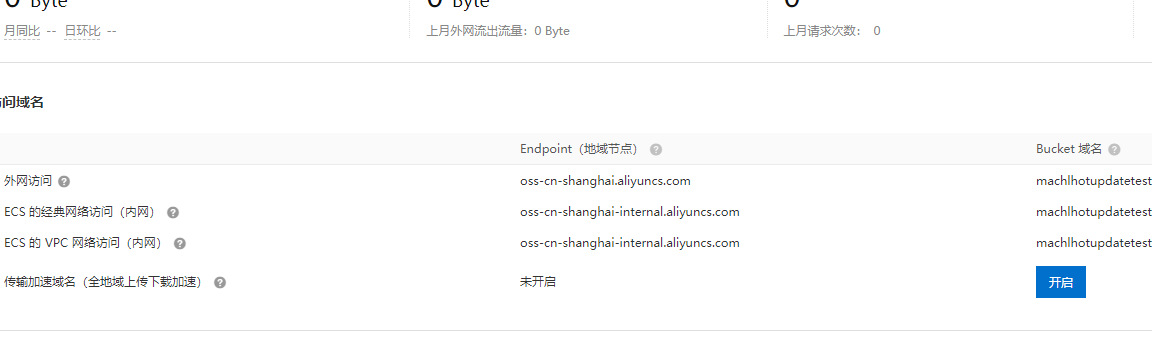 0 Byte 0 Byte 0
月同比 -- 日环比 -- 上月外网流出流量：0 Byte 上月请求次数： 0
问域名
Endpoint（地域节点） Bucket 域名
外网访问 oss-cn-shanghai.aliyuncs.com machlhotupdatetest
ECS 的经典网络访问（内网） oss-cn-shanghai-internal.aliyuncs.com machlhotupdatetest
ECS 的 VPC 网络访问（内网） oss-cn-shanghai-internal.aliyuncs.com machlhotupdatetest
传输加速域名（全地域上传下载加速） 未开启 开启